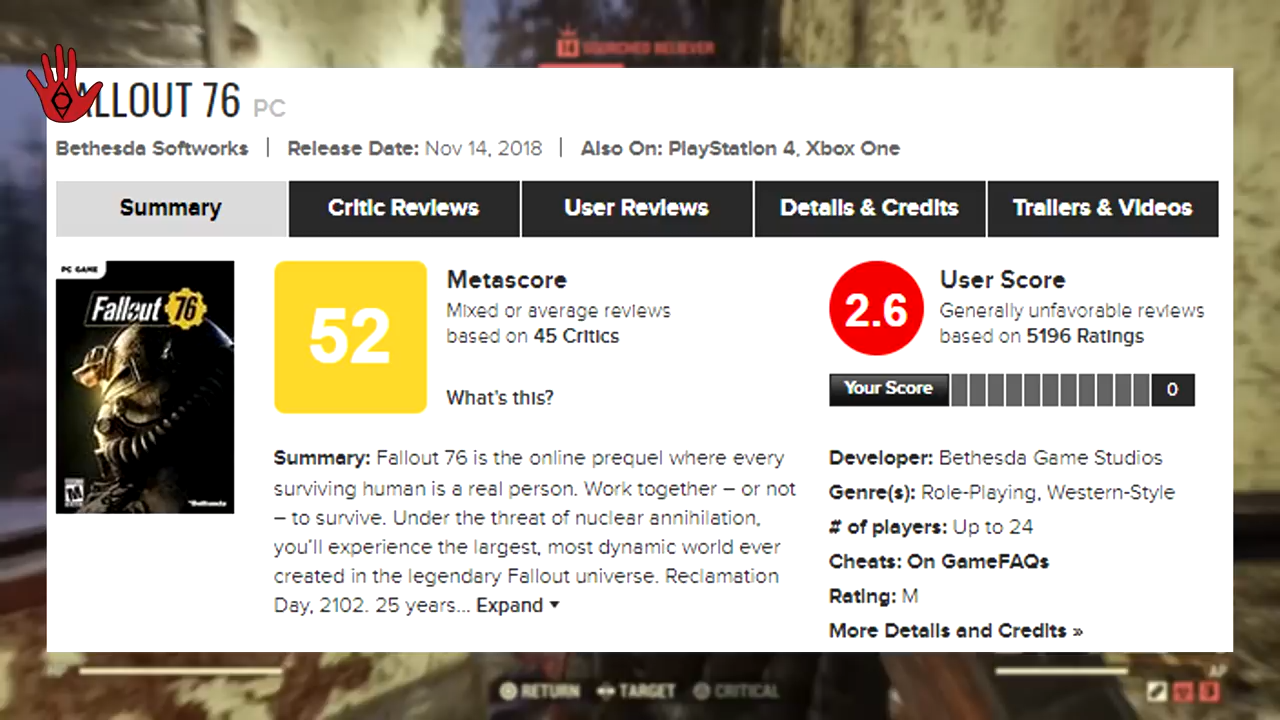 14 SCORCHED BELIEVER
ALLOUT 76 PC
Bethesda Softworks | Release Date: Nov 14, 2018 | Also On: PlayStation 4, Xbox One
Summary Critic Reviews User Reviews Details & Credits Trailers & Videos
PC GAME
Fallout 76
M
Bethesda
52
Metascore
Mixed or average reviews
based on 45 Critics
What's this?
2.6
User Score
Generally unfavorable reviews
based on 5196 Ratings
Your Score 0
Summary: Fallout 76 is the online prequel where every
surviving human is a real person. Work together – or not
– to survive. Under the threat of nuclear annihilation,
you'll experience the largest, most dynamic world ever
created in the legendary Fallout universe. Reclamation
Day, 2102. 25 years... Expand
Developer: Bethesda Game Studios
Genre(s): Role-Playing, Western-Style
# of players: Up to 24
Cheats: On GameFAQs
Rating: M
More Details and Credits »
AP
RETURN TARGET CRITICAL